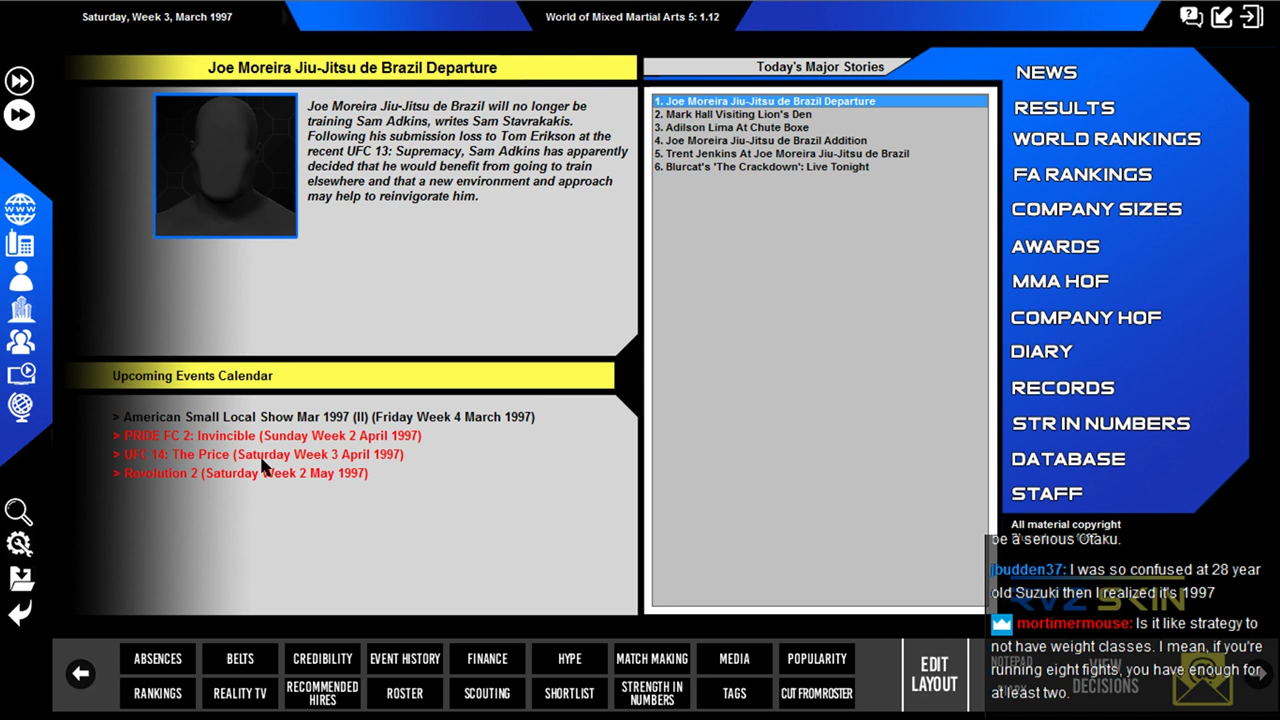 Saturday, Week 3, March 1997
World of Mixed Martial Arts 5: 1.12
Joe Moreira Jiu-Jitsu de Brazil Departure
Joe Moreira Jiu-Jitsu de Brazil will no longer be
training Sam Adkins, writes Sam Stavrakakis.
Following his submission loss to Tom Erikson at the
recent UFC 13: Supremacy, Sam Adkins has apparently
decided that he would benefit from going to train
elsewhere and that a new environment and approach
may help to reinvigorate him.
Upcoming Events Calendar
> American Small Local Show Mar 1997 (II) (Friday Week 4 March 1997)
> PRIDE FC 2: Invincible (Sunday Week 2 April 1997)
> UFC 14: The Price (Saturday Week 3 April 1997)
> Revolution 2 (Saturday Week 2 May 1997)
Today's Major Stories
1. Joe Moreira Jiu-Jitsu de Brazil Departure
2. Mark Hall Visiting Lion's Den
3. Adilson Lima At Chute Boxe
4. Joe Moreira Jiu-Jitsu de Brazil Addition
5. Trent Jenkins At Joe Moreira Jiu-Jitsu de Brazil
6. Blurcat's 'The Crackdown': Live Tonight
NEWS
RESULTS
WORLD RANKINGS
FA RANKINGS
COMPANY SIZES
AWARDS
MMA HOF
COMPANY HOF
DIARY
RECORDS
STR IN NUMBERS
DATABASE
STAFF
All material copyright
be a serious Otaku.
jbudden37: I was so confused at 28 year
old Suzuki then I realized it's 1997
SKIN
mortimermouse: Is it like strategy to
not have weight classes. I mean, if you're
running eight fights, you have enough for
at least two.
NOTEPAD
VIEW
DECISIONS
WWW
ABSENCES
BELTS
CREDIBILITY
EVENT HISTORY
FINANCE
HYPE
MATCH MAKING
MEDIA
POPULARITY
RANKINGS
REALITY TV
RECOMMENDED
HIRES
ROSTER
SCOUTING
SHORTLIST
STRENGTH IN
NUMBERS
TAGS
CUT FROM ROSTER
EDIT
LAYOUT